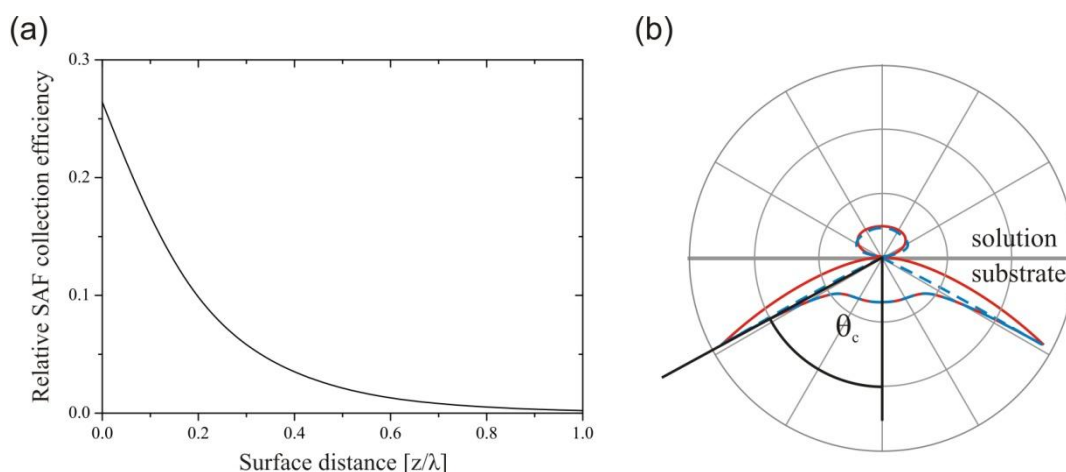 (a)
0.3
0.2
0.1
0.0
Relative SAF collection efficiency
0.0 0.2 0.4 0.6 0.8 1.0
Surface distance [z/λ]
(b)
solution
substrate
θc